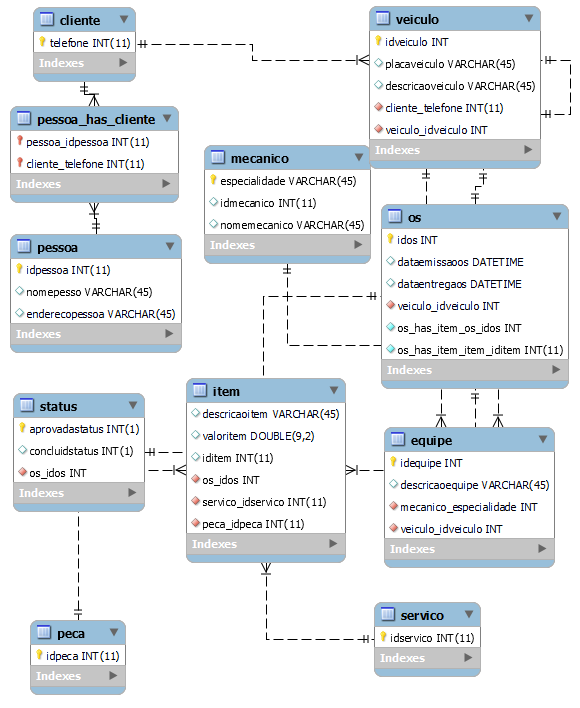 cliente
telefone INT(11)
Indexes
veiculo
idveiculo INT
placaveiculo VARCHAR(45)
descricaoveiculo VARCHAR(45)
cliente_telefone INT(11)
veiculo_idveiculo INT
Indexes
pessoa_has_cliente
pessoa_idpessoa INT(11)
cliente_telefone INT(11)
Indexes
mecanico
especialidade VARCHAR(45)
idmecanico INT(11)
nomemecanico VARCHAR(45)
Indexes
os
idos INT
dataemissaoos DATETIME
dataentregaos DATETIME
veiculo_idveiculo INT
os_has_item_os_idos INT
os_has_item_item_iditem INT(11)
Indexes
pessoa
idpessoa INT(11)
nomepesso VARCHAR(45)
enderecopessoa VARCHAR(45)
Indexes
status
aprovadastatus INT(1)
concluidstatus INT(1)
os_idos INT
Indexes
item
descricaoitem VARCHAR(45)
valoritem DOUBLE(9,2)
iditem INT(11)
os_idos INT
servico_idservico INT(11)
peca_idpeca INT(11)
Indexes
equipe
idequipe INT
descricaoequipe VARCHAR(45)
mecanico_especialidade INT
veiculo_idveiculo INT
Indexes
peca
idpeca INT(11)
Indexes
servico
idservico INT(11)
Indexes